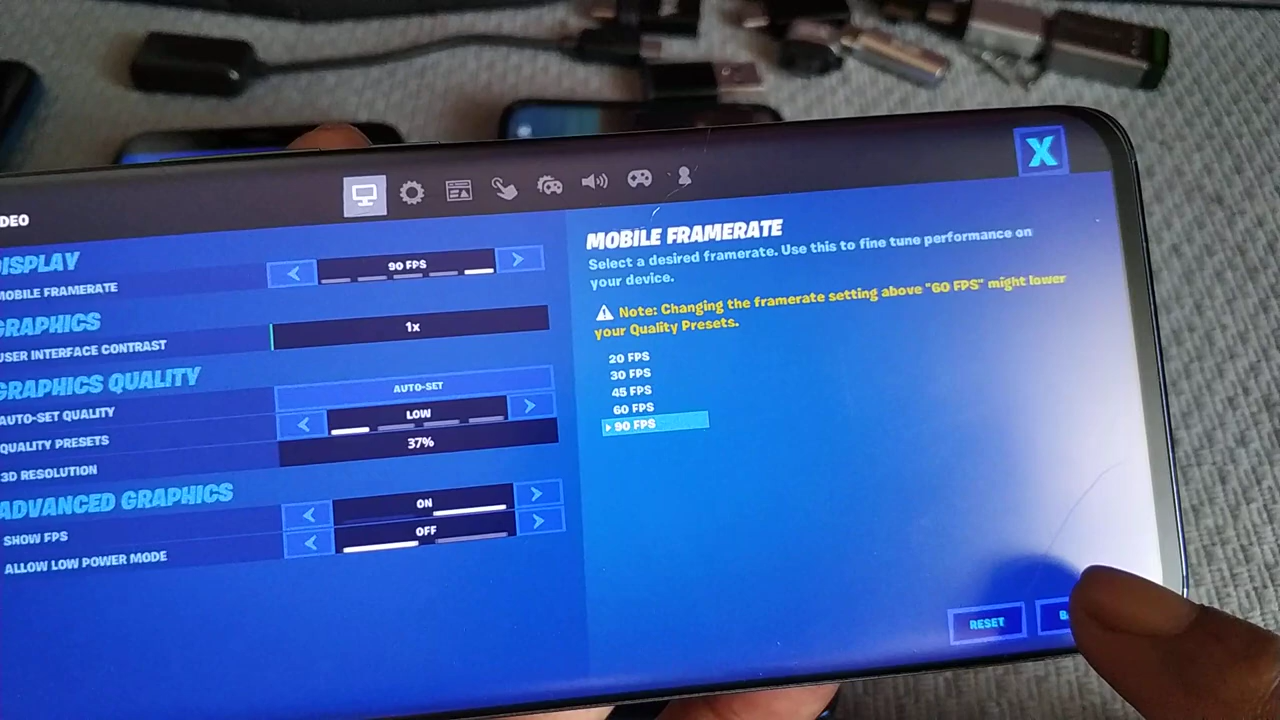 DEO
DISPLAY
MOBILE FRAMERATE
90 FPS
GRAPHICS
USER INTERFACE CONTRAST
1x
GRAPHICS QUALITY
AUTO-SET QUALITY
AUTO-SET
QUALITY PRESETS
LOW
3D RESOLUTION
37%
ADVANCED GRAPHICS
SHOW FPS
ON
ALLOW LOW POWER MODE
OFF
X
MOBILE FRAMERATE
Select a desired framerate. Use this to fine tune performance on
your device.
Note: Changing the framerate setting above "60 FPS" might lower
your Quality Presets.
20 FPS
30 FPS
45 FPS
60 FPS
90 FPS
RESET